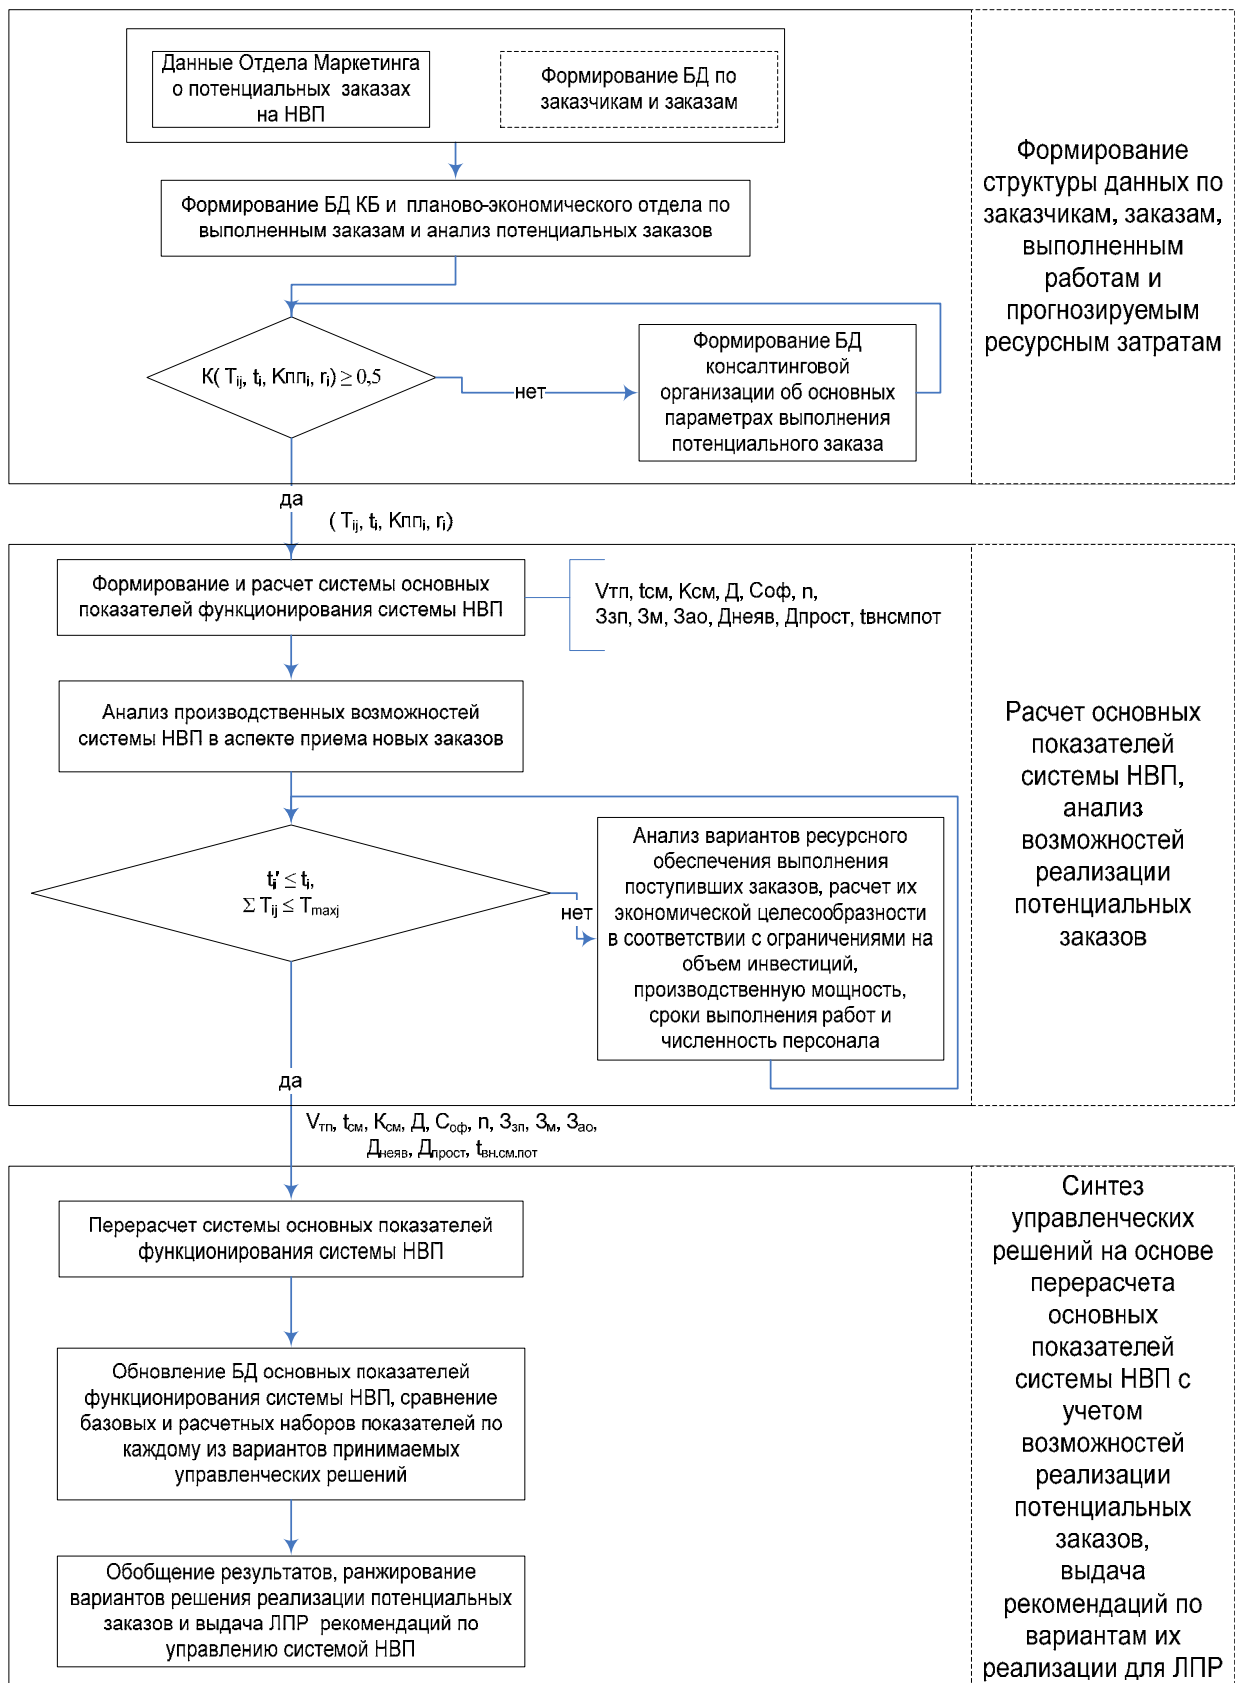 Данные Отдела Маркетинга
о потенциальных заказах
на НВП
Формирование БД по
заказчикам и заказам
Формирование БД КБ и планово-экономического отдела по
выполненным заказам и анализ потенциальных заказов
K( Tij, ti, Kппi, ri) ≥ 0,5
нет
Формирование БД
консалтинговой
организации об основных
параметрах выполнения
потенциального заказа
Формирование
структуры данных по
заказчикам, заказам,
выполненным
работам и
прогнозируемым
ресурсным затратам
да
( Tij, ti, Kппi, ri)
Формирование и расчет системы основных
показателей функционирования системы НВП
Vтп, tсм, Kсм, Д, Соф, n,
Ззп, Зм, Зао, Днеяв, Дпрост, tвнсмпот
Анализ производственных возможностей
системы НВП в аспекте приема новых заказов
ti' ≤ ti,
Σ Tij ≤ Tmaxj
нет
Анализ вариантов ресурсного
обеспечения выполнения
поступивших заказов, расчет их
экономической целесообразности
в соответствии с ограничениями на
объем инвестиций,
производственную мощность,
сроки выполнения работ и
численность персонала
Расчет основных
показателей
системы НВП,
анализ
возможностей
реализации
потенциальных
заказов
да
Vтп, tсм, Kсм, Д, Соф, n, Ззп, Зм, Зао,
Днеяв, Дпрост, tвн.см.пот
Перерасчет системы основных показателей
функционирования системы НВП
Обновление БД основных показателей
функционирования системы НВП, сравнение
базовых и расчетных наборов показателей по
каждому из вариантов принимаемых
управленческих решений
Обобщение результатов, ранжирование
вариантов решения реализации потенциальных
заказов и выдача ЛПР рекомендаций по
управлению системой НВП
Синтез
управленческих
решений на основе
перерасчета
основных
показателей
системы НВП с
учетом
возможностей
реализации
потенциальных
заказов,
выдача
рекомендаций по
вариантам их
реализации для ЛПР